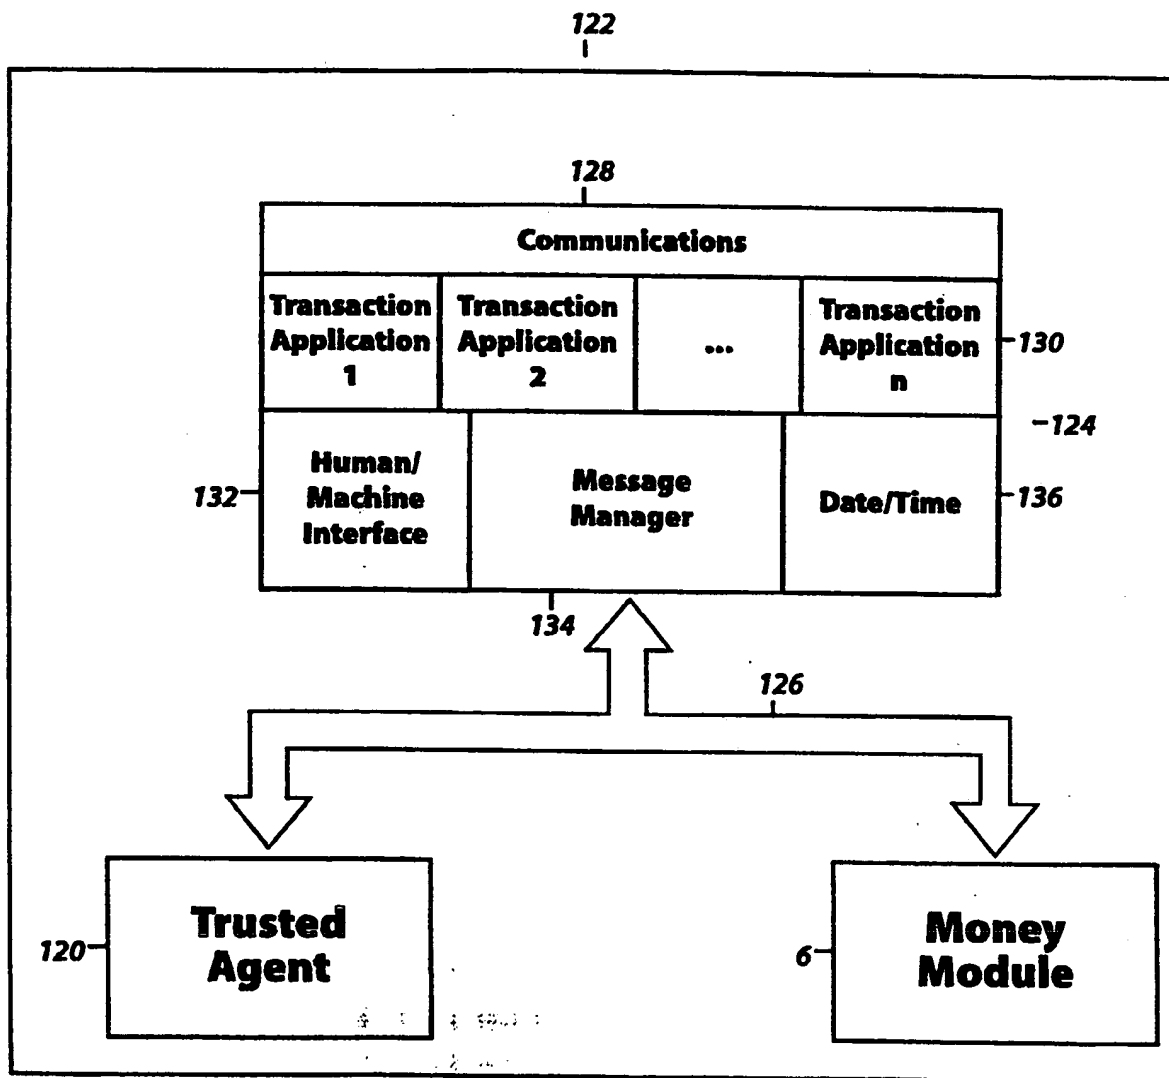 122
128
Communications
Transaction
Application
1
Transaction
Application
2
...
Transaction
Application
n
130
124
132
Human/
Machine
Interface
Message
Manager
Date/Time
136
134
126
120
Trusted
Agent
6
Money
Module